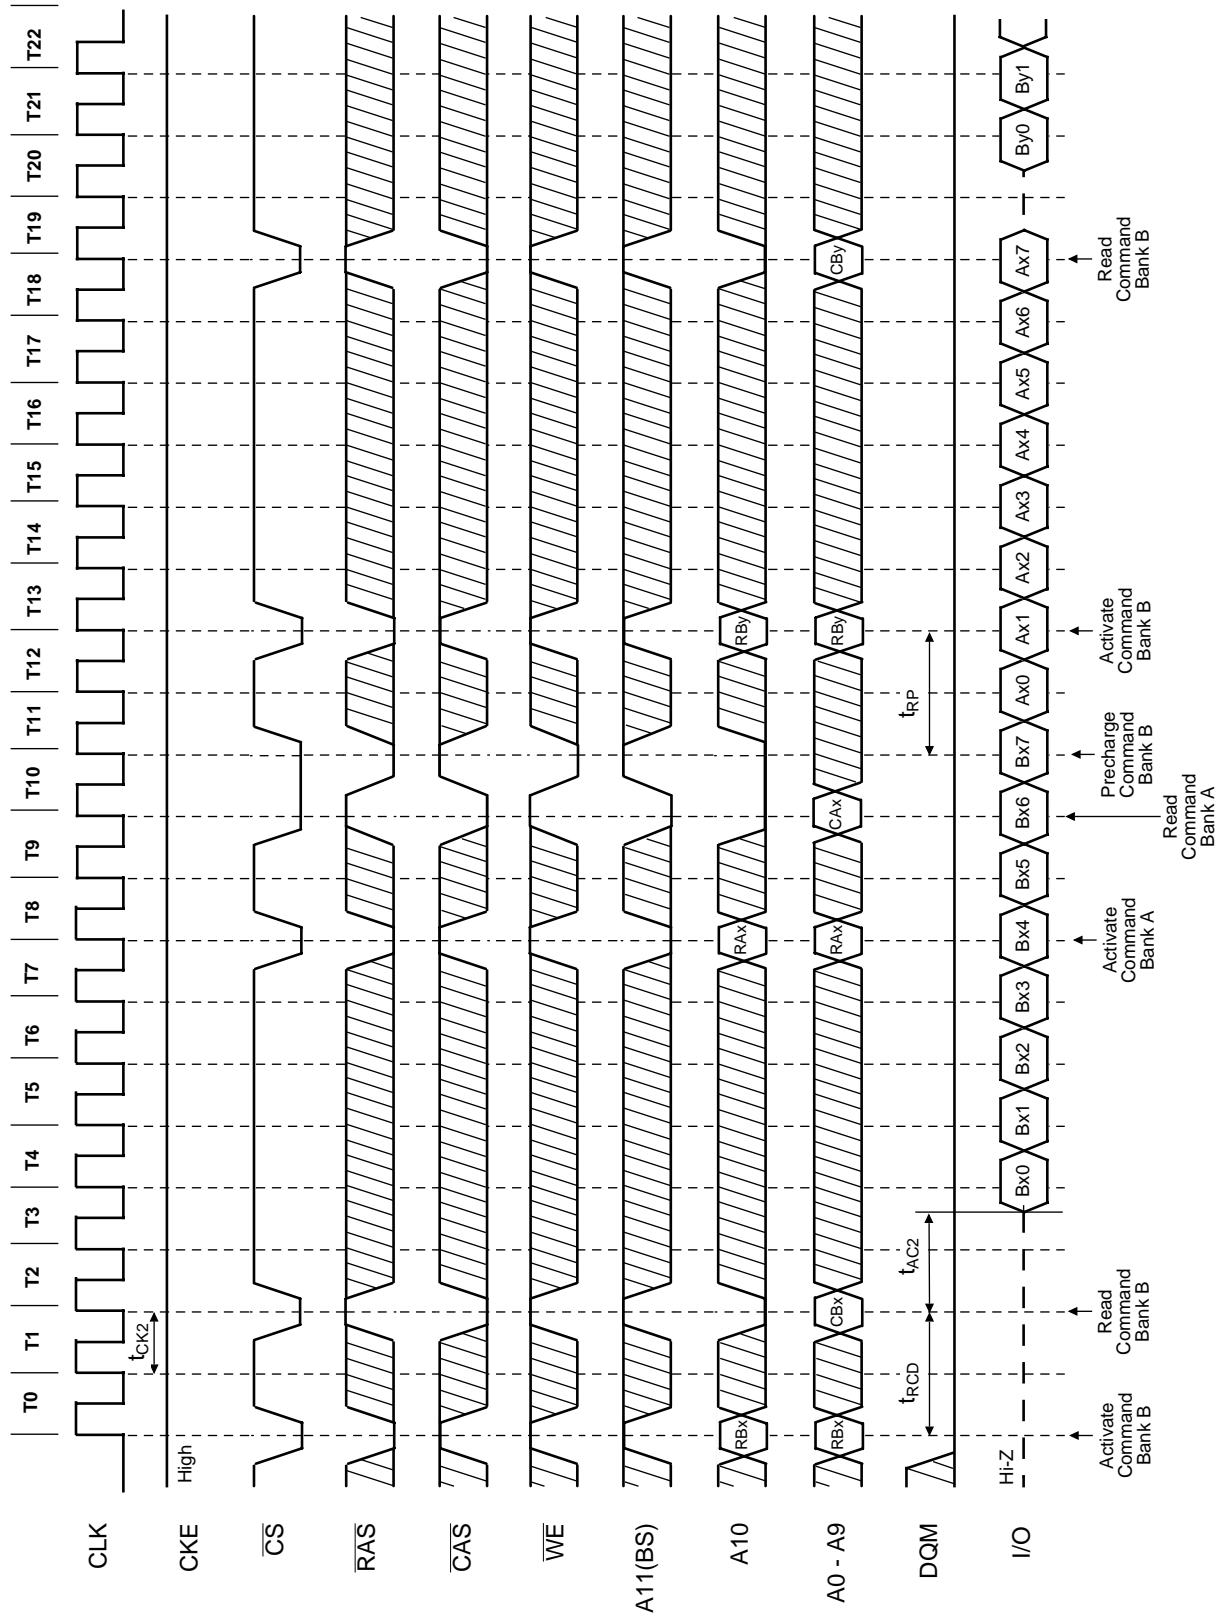 T0 T1 T2 T3 T4 T5 T6 T7 T8 T9 T10 T11 T12 T13 T14 T15 T16 T17 T18 T19 T20 T21 T22
CLK
tCK2
CKE
High
CS
RAS
CAS
WE
A11(BS)
A10
RBx RAx RBy
A0 - A9
RBx CBx RAx CAx RBy CBy
DQM
tRCD tAC2 tRP
I/O
Hi-Z
Bx0 Bx1 Bx2 Bx3 Bx4 Bx5 Bx6 Bx7 Ax0 Ax1 Ax2 Ax3 Ax4 Ax5 Ax6 Ax7 By0 By1
Activate
Command
Bank B
Read
Command
Bank B
Activate
Command
Bank A
Read
Command
Bank A
Precharge
Command
Bank B
Activate
Command
Bank B
Read
Command
Bank B